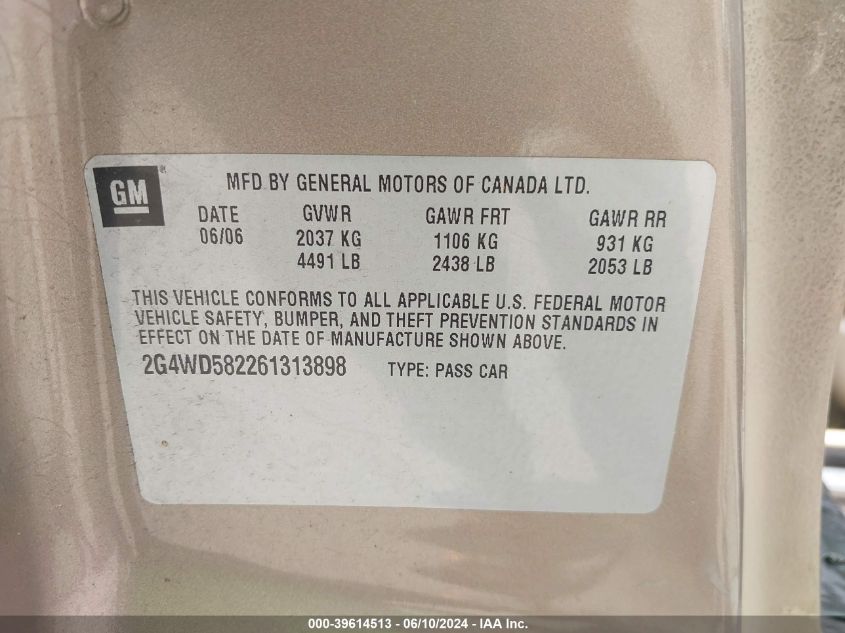 GM
MFD BY GENERAL MOTORS OF CANADA LTD.
DATE GVWR GAWR FRT GAWR RR
06/06 2037 KG 1106 KG 931 KG
4491 LB 2438 LB 2053 LB
THIS VEHICLE CONFORMS TO ALL APPLICABLE U.S. FEDERAL MOTOR
VEHICLE SAFETY, BUMPER, AND THEFT PREVENTION STANDARDS IN
EFFECT ON THE DATE OF MANUFACTURE SHOWN ABOVE.
2G4WD582261313898 TYPE: PASS CAR
000-39614513 - 06/10/2024 - IAA Inc.